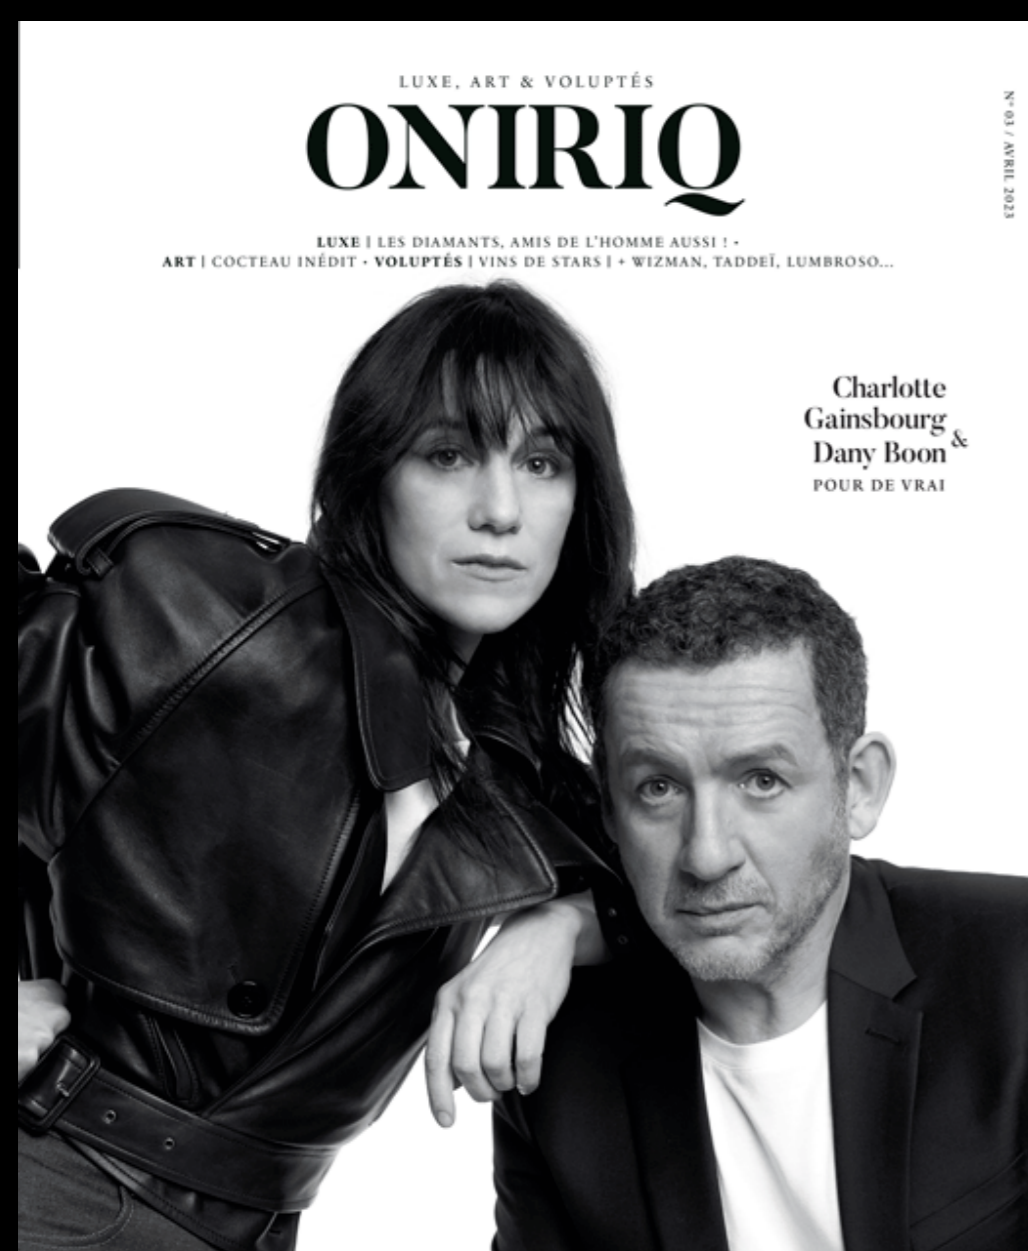 LUXE, ART & VOLUPTÉS
ONIRIQ
N° 03 / AVRIL 2023
LUXE | LES DIAMANTS, AMIS DE L'HOMME AUSSI ! •
ART | COCTEAU INÉDIT • VOLUPTÉS | VINS DE STARS | + WIZMAN, TADDEÏ, LUMBROSO...
Charlotte
Gainsbourg
& 
Dany Boon
POUR DE VRAI